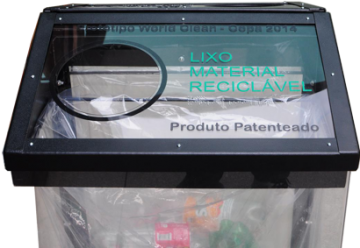 World Clean - Copa 2014
LIXO
MATERIAL
RECICLÁVEL
Produto Patenteado